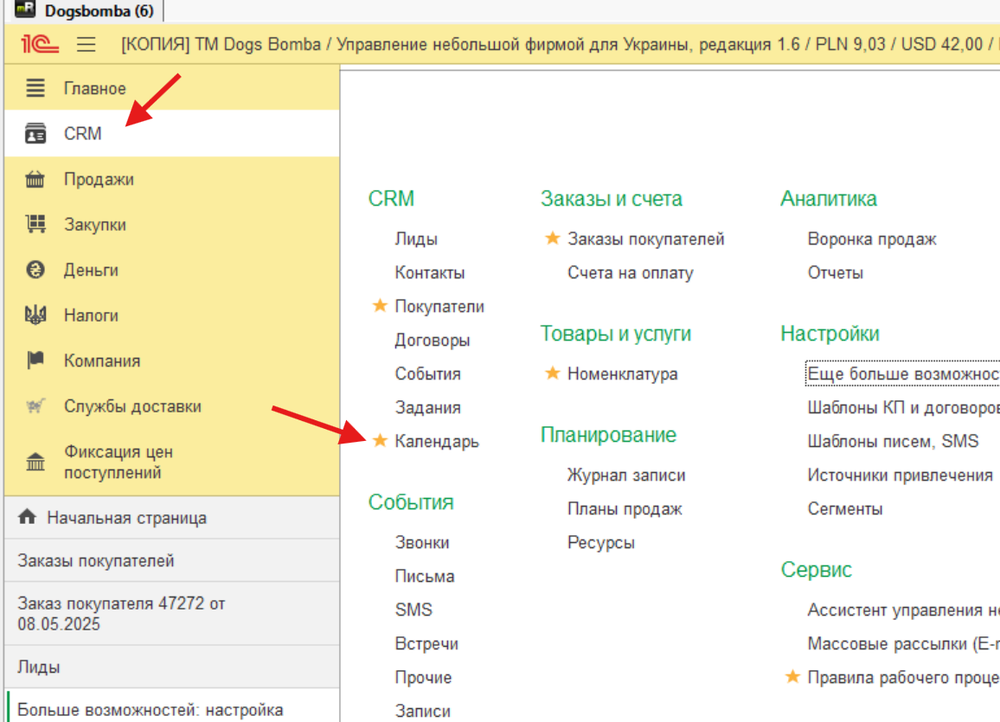 Dogsbomba (6)
[КОПИЯ] ТМ Dogs Bomba / Управление небольшой фирмой для Украины, редакция 1.6 / PLN 9,03 / USD 42,00 /
Главное
CRM
Продажи
Закупки
Деньги
Налоги
Компания
Службы доставки
Фиксация цен
поступлений
Начальная страница
Заказы покупателей
Заказ покупателя 47272 от
08.05.2025
Лиды
Больше возможностей: настройка
CRM
Лиды
Контакты
Покупатели
Договоры
События
Задания
Календарь
События
Звонки
Письма
SMS
Встречи
Прочие
Записи
Заказы и счета
Заказы покупателей
Счета на оплату
Товары и услуги
Номенклатура
Планирование
Журнал записи
Планы продаж
Ресурсы
Аналитика
Воронка продаж
Отчеты
Настройки
Еще больше возможнос
Шаблоны КП и договоров
Шаблоны писем, SMS
Источники привлечения
Сегменты
Сервис
Ассистент управления не
Массовые рассылки (E-m
Правила рабочего проце